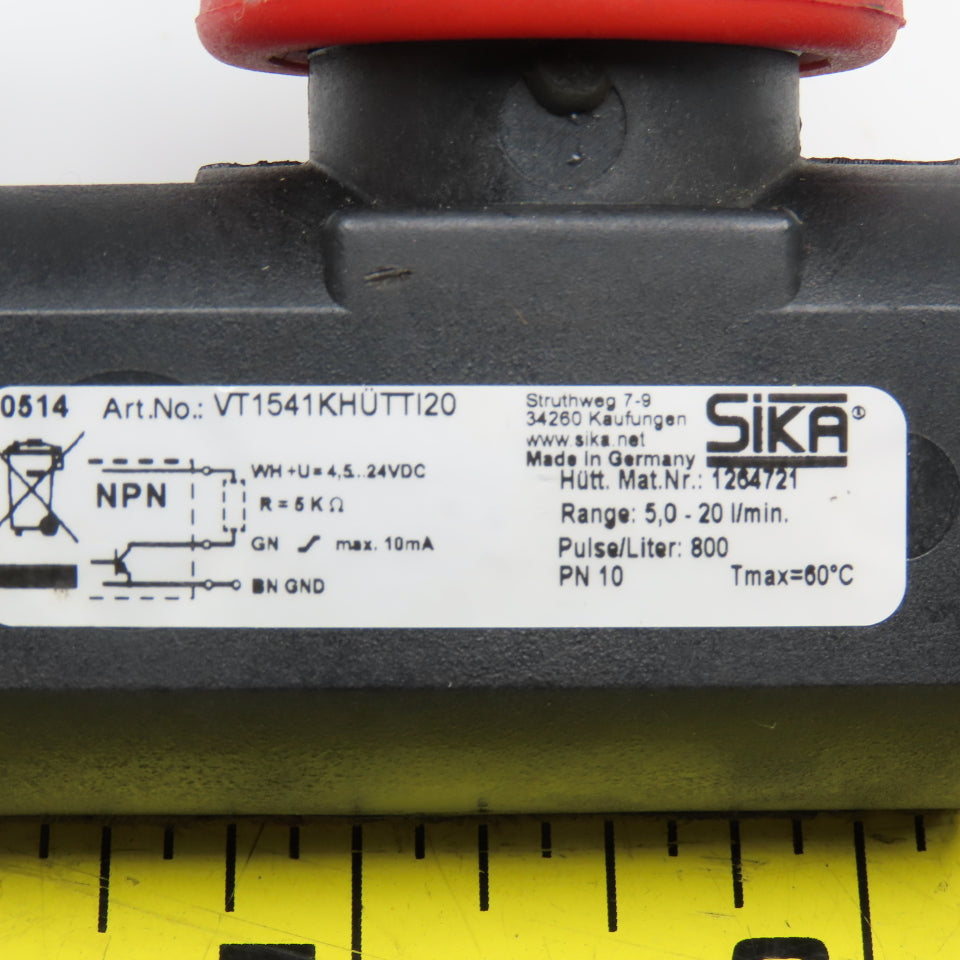 0514 Art.No.: VT1541KHÜTTI20
NPN
WH +U = 4,5..24VDC
R = 5 K Ω
GN max. 10mA
BN GND
Struthweg 7-9
34260 Kaufungen
www.sika.net
Made in Germany
SiKA®
Hütt. Mat.Nr.: 1264721
Range: 5,0 - 20 l/min.
Pulse/Liter: 800
PN 10 Tmax=60°C